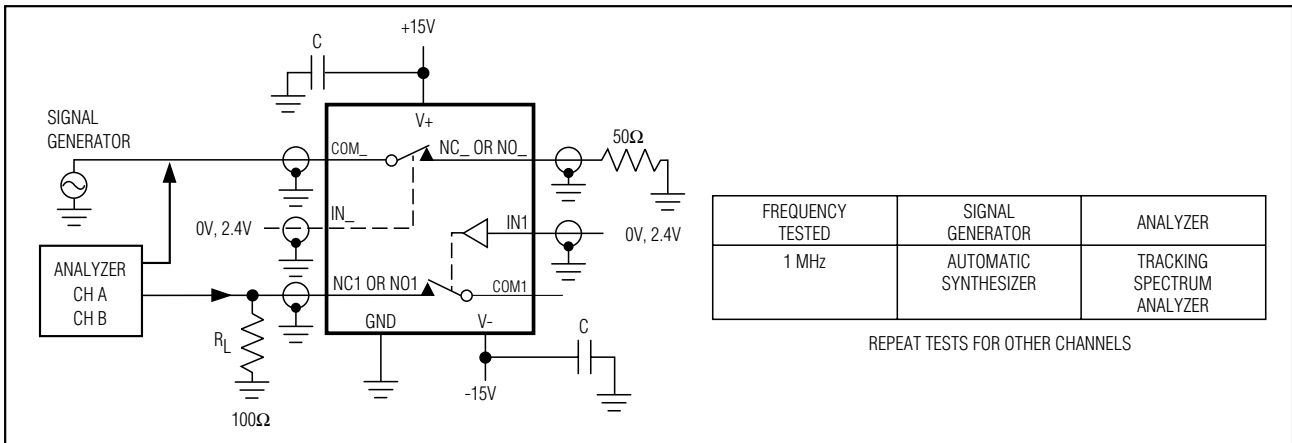 +15V
C
SIGNAL
GENERATOR
V+
COM_
NC_ OR NO_
50Ω
IN_
0V, 2.4V
IN1
0V, 2.4V
ANALYZER
CH A
CH B
NC1 OR NO1
COM1
RL
GND
V-
C
-15V
100Ω
FREQUENCY
TESTED
SIGNAL
GENERATOR
ANALYZER
1 MHz
AUTOMATIC
SYNTHESIZER
TRACKING
SPECTRUM
ANALYZER
REPEAT TESTS FOR OTHER CHANNELS